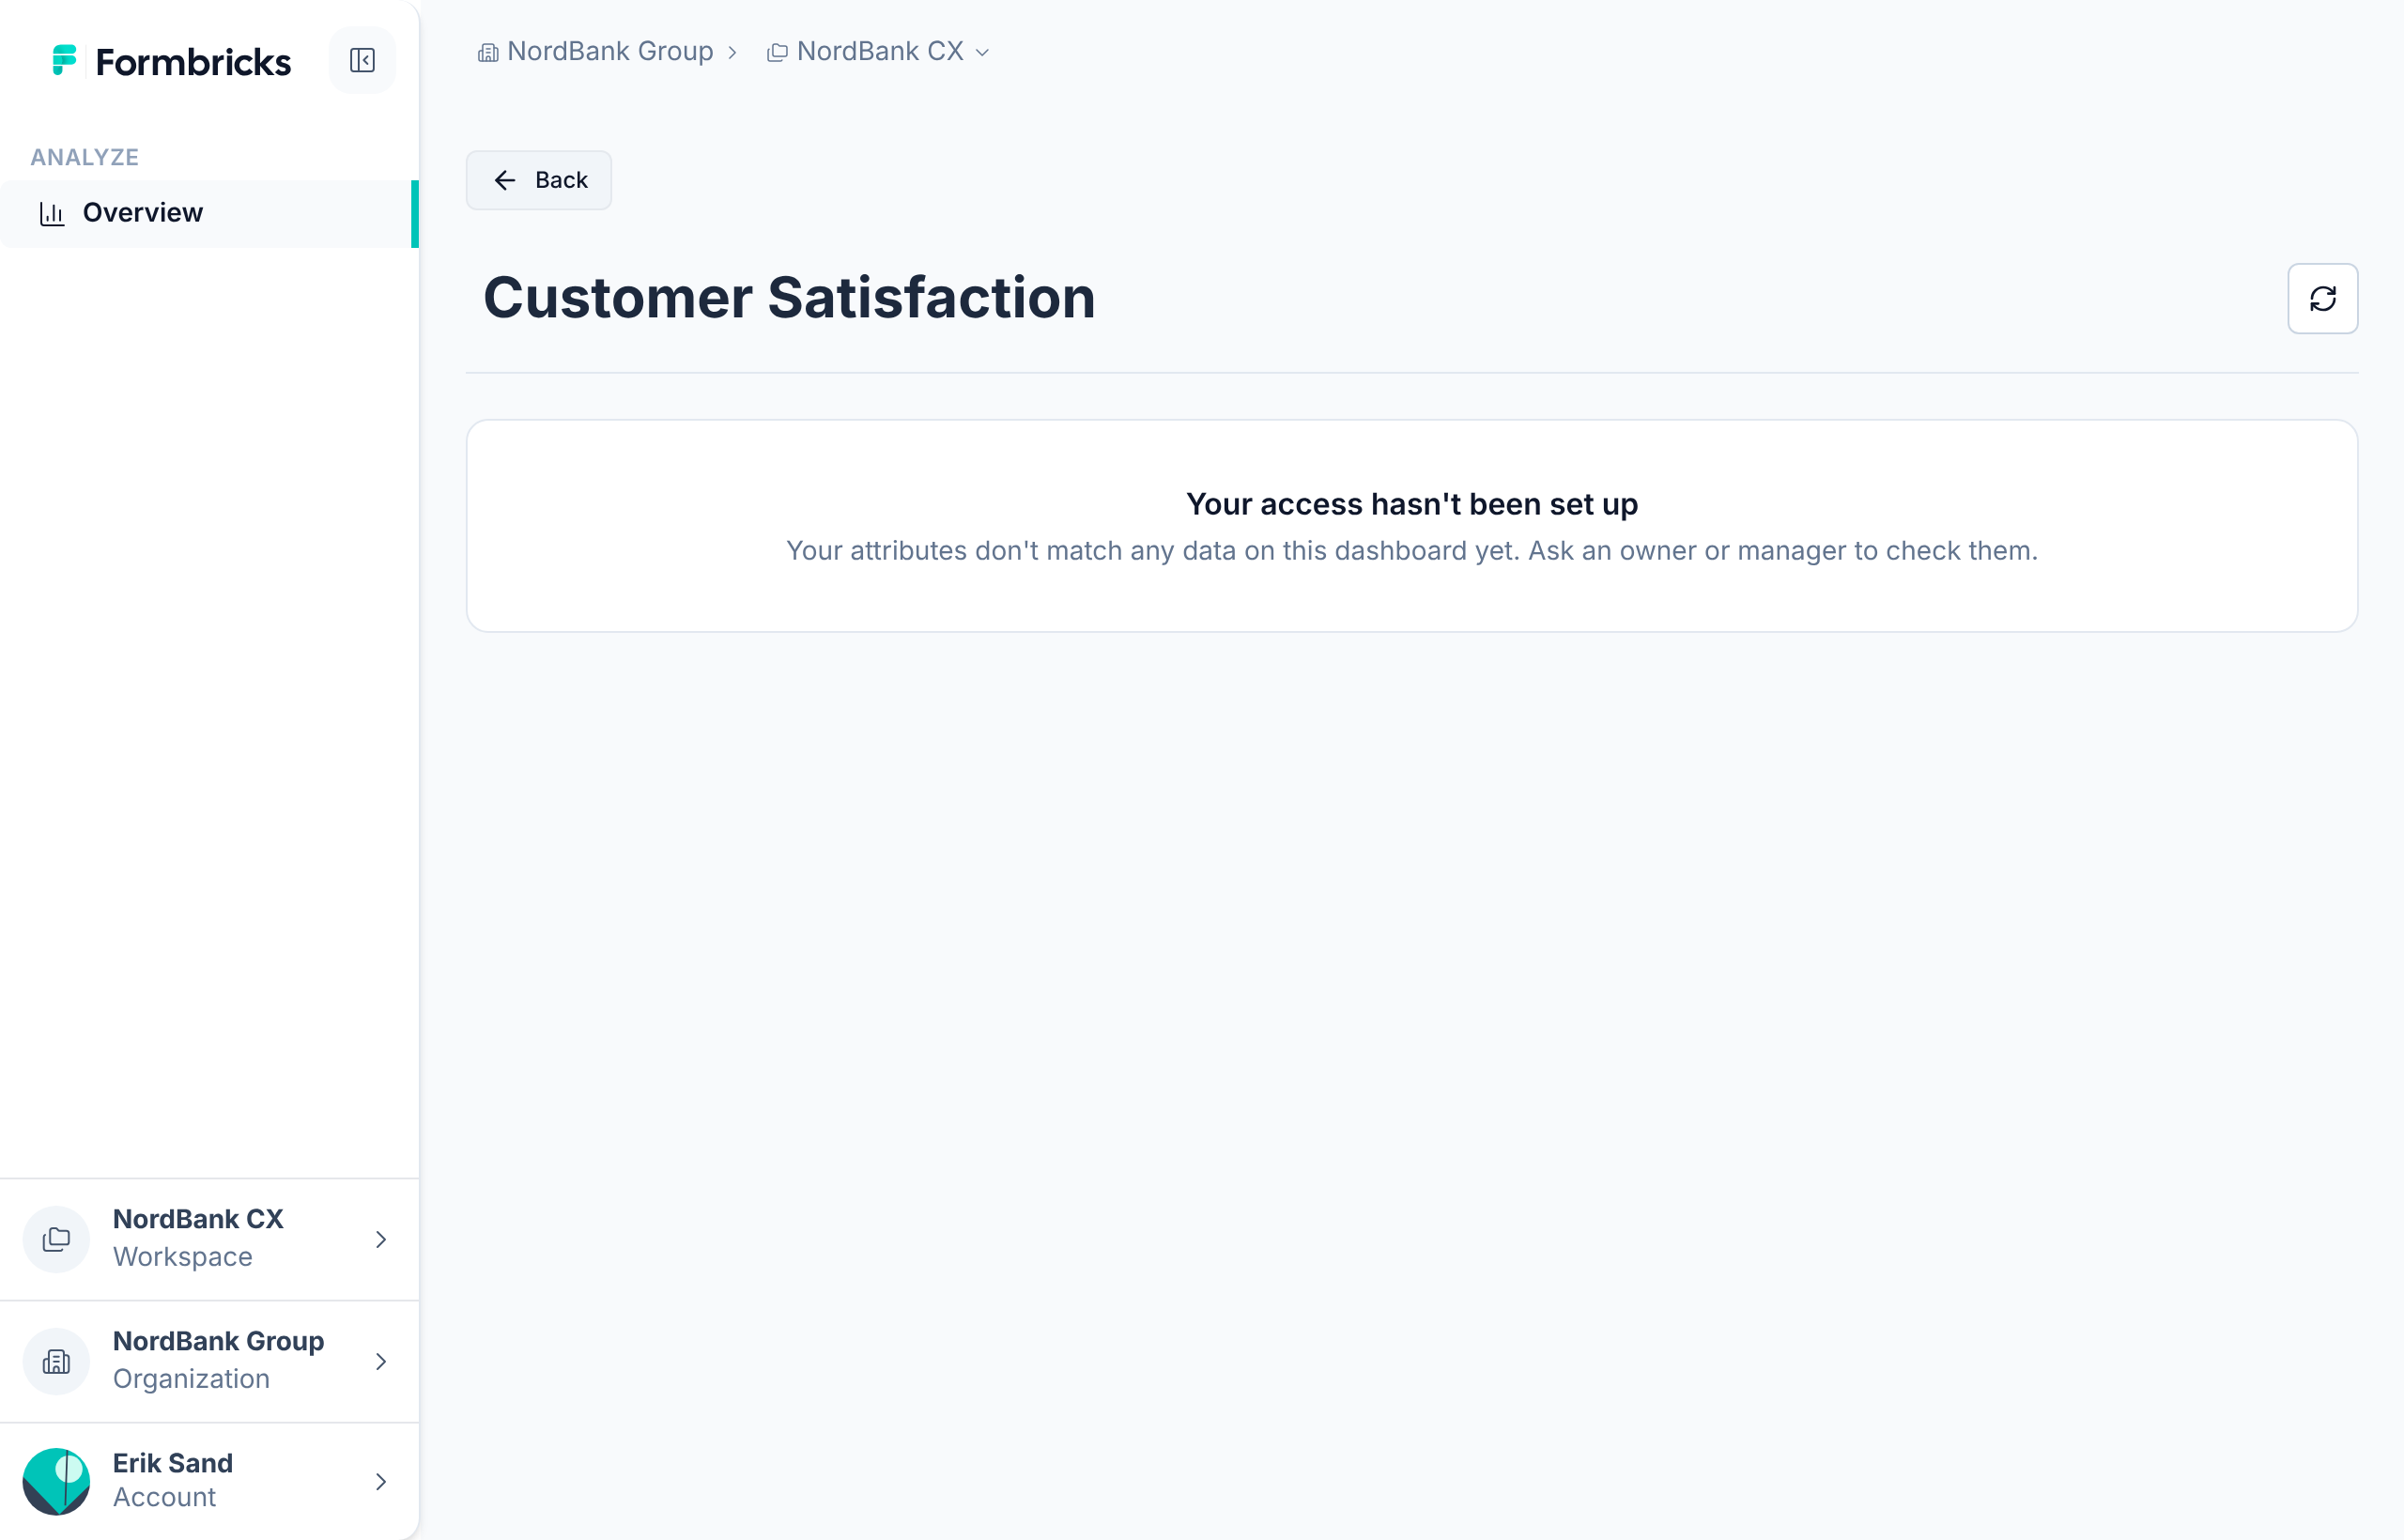 Formbricks
ANALYZE
Overview
NordBank Group
NordBank CX
Back
Customer Satisfaction
Your access hasn't been set up
Your attributes don't match any data on this dashboard yet. Ask an owner or manager to check them.
NordBank CX
Workspace
NordBank Group
Organization
Erik Sand
Account